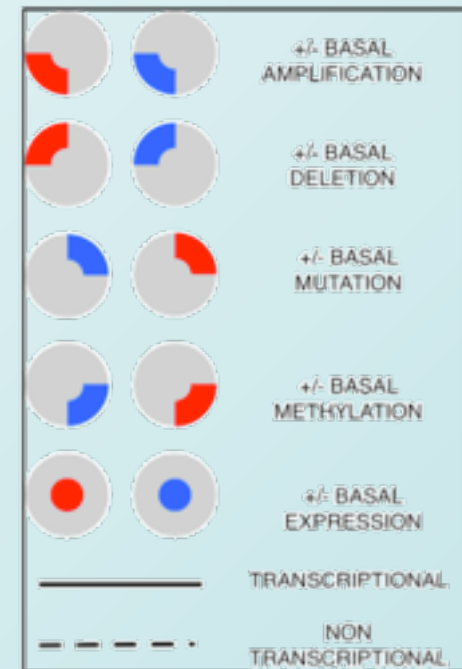 +/- BASAL
AMPLIFICATION
+/- BASAL
DELETION
+/- BASAL
MUTATION
+/- BASAL
METHYLATION
+/- BASAL
EXPRESSION
TRANSCRIPTIONAL
NON
TRANSCRIPTIONAL